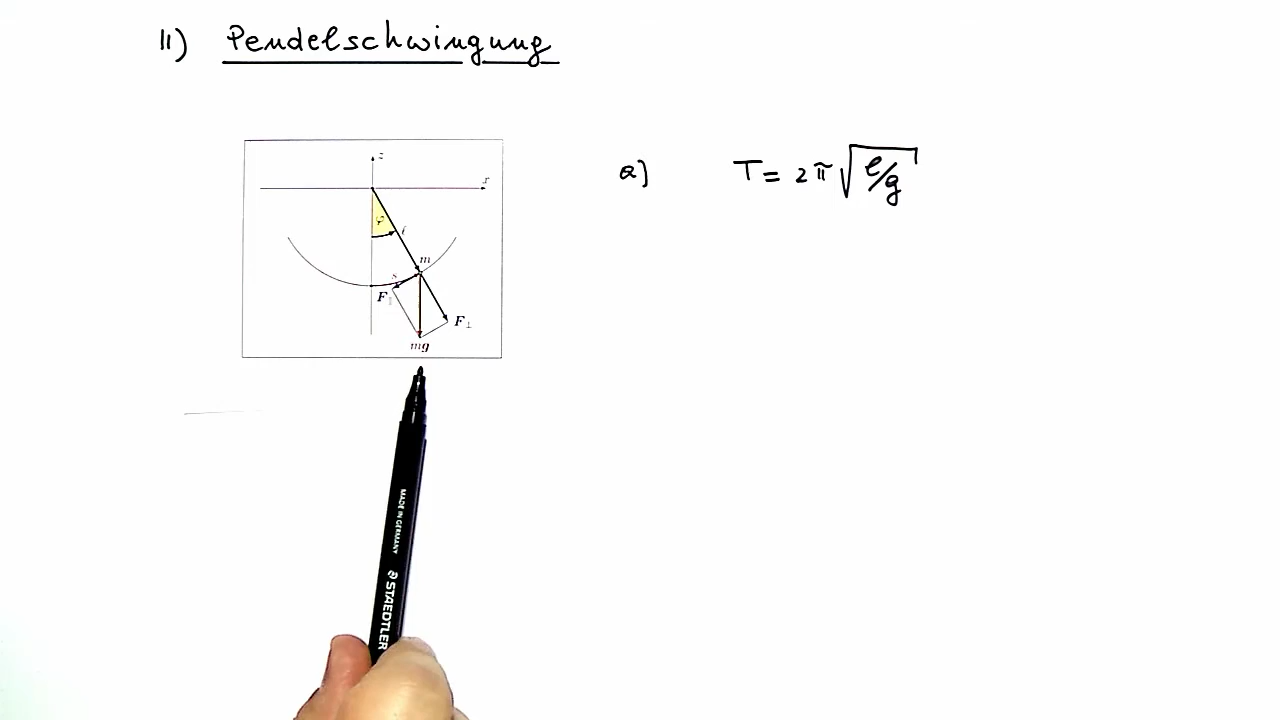 11) Pendelschwingung
a) T = 2π√l/g
z
x
φ
l
m
s
F∥
F⊥
mg
MADE IN GERMANY
STAEDTLER